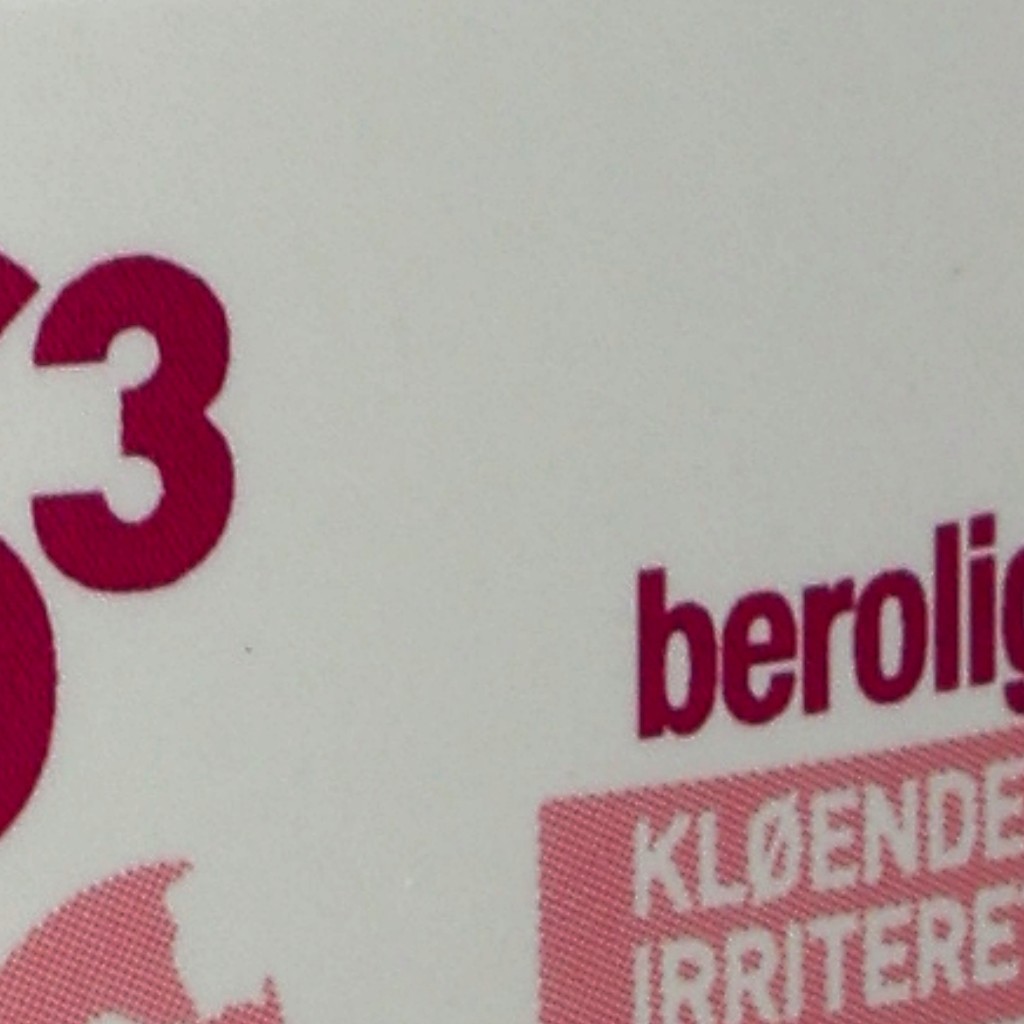 3
berolig
KLØENDE
IRRITERE